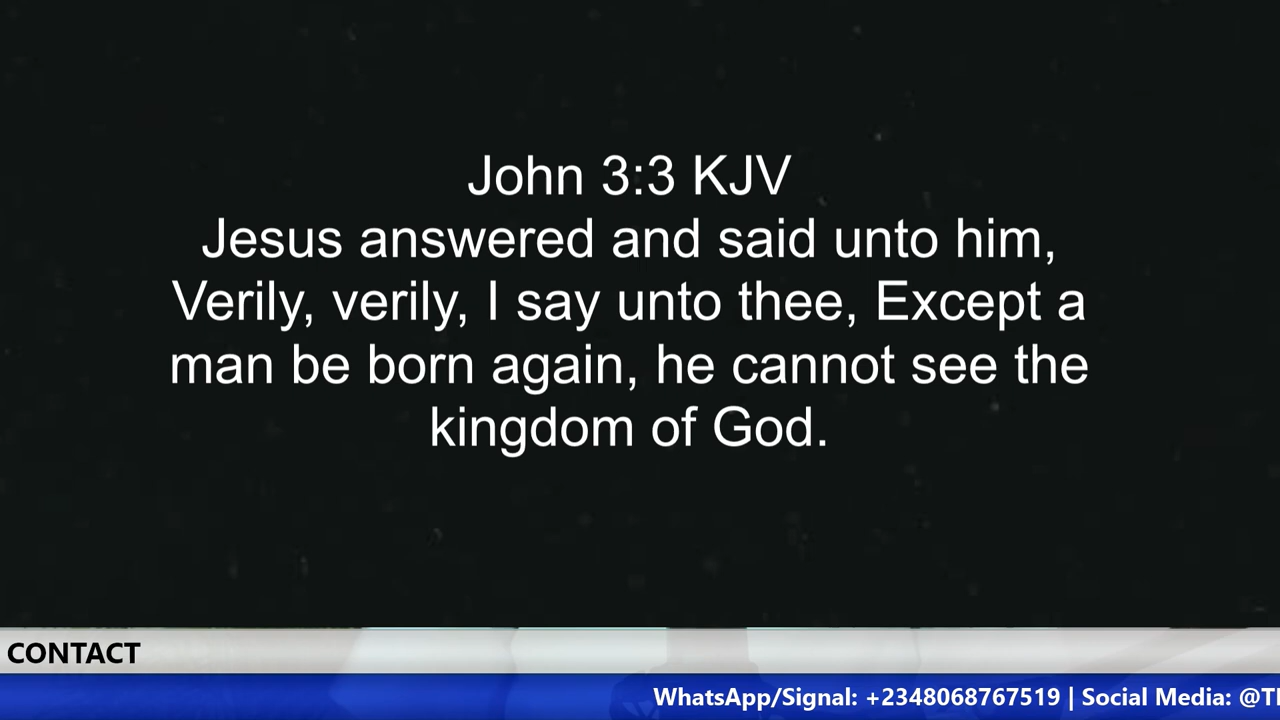 John 3:3 KJV
Jesus answered and said unto him,
Verily, verily, I say unto thee, Except a
man be born again, he cannot see the
kingdom of God.
CONTACT
WhatsApp/Signal: +2348068767519 | Social Media: